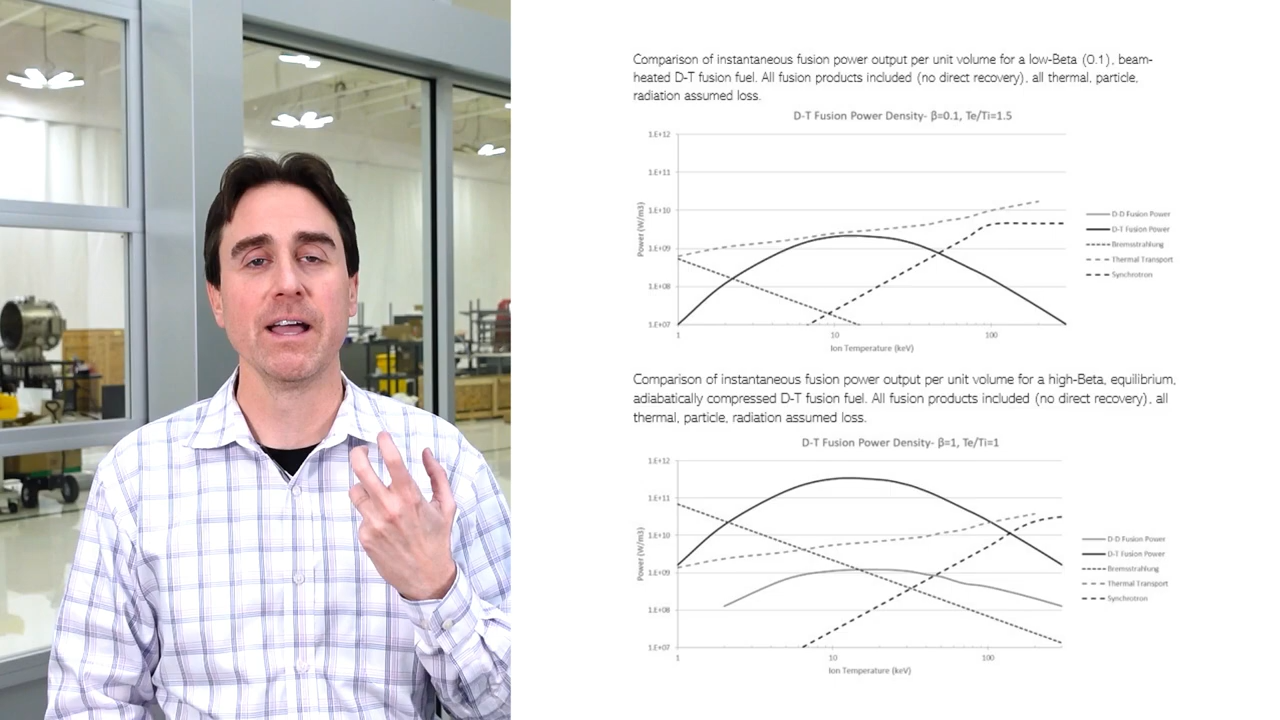 Comparison of instantaneous fusion power output per unit volume for a low-Beta (0.1), beam-
heated D-T fusion fuel. All fusion products included (no direct recovery), all thermal, particle,
radiation assumed loss.
D-T Fusion Power Density- β=0.1, Te/Ti=1.5
1.E+12
1.E+11
1.E+10
1.E+09
1.E+08
1.E+07
Power (W/m3)
1 10 100
Ion Temperature (keV)
D-D Fusion Power
D-T Fusion Power
Bremsstrahlung
Thermal Transport
Synchrotron
Comparison of instantaneous fusion power output per unit volume for a high-Beta, equilibrium,
adiabatically compressed D-T fusion fuel. All fusion products included (no direct recovery), all
thermal, particle, radiation assumed loss.
D-T Fusion Power Density- β=1, Te/Ti=1
1.E+12
1.E+11
1.E+10
1.E+09
1.E+08
1.E+07
Power (W/m3)
1 10 100
Ion Temperature (keV)
D-D Fusion Power
D-T Fusion Power
Bremsstrahlung
Thermal Transport
Synchrotron